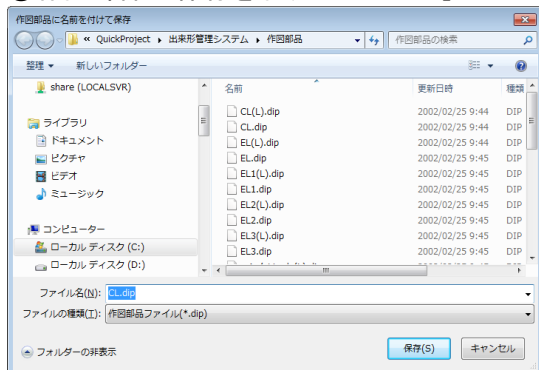 作図部品に名前を付けて保存
« QuickProject ▸ 出来形管理システム ▸ 作図部品
作図部品の検索
整理 ▼ 新しいフォルダー
share (LOCALSVR)
ライブラリ
ドキュメント
ピクチャ
ビデオ
ミュージック
コンピューター
ローカル ディスク (C:)
ローカル ディスク (D:)
名前 更新日時 種類
CL(L).dip 2002/02/25 9:44 DIP
CL.dip 2002/02/25 9:44 DIP
EL(L).dip 2002/02/25 9:44 DIP
EL.dip 2002/02/25 9:45 DIP
EL1(L).dip 2002/02/25 9:45 DIP
EL1.dip 2002/02/25 9:45 DIP
EL2(L).dip 2002/02/25 9:45 DIP
EL2.dip 2002/02/25 9:45 DIP
EL3(L).dip 2002/02/25 9:45 DIP
EL3.dip 2002/02/25 9:45 DIP
ファイル名(N): CL.dip
ファイルの種類(T): 作図部品ファイル(*.dip)
フォルダーの非表示
保存(S) キャンセル